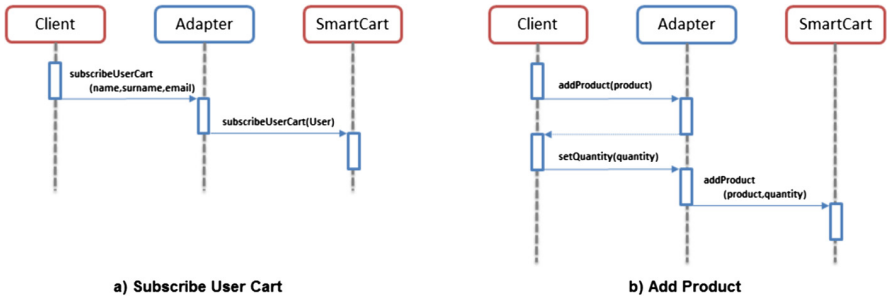 Client
Adapter
SmartCart
subscribeUserCart
(name,surname,email)
subscribeUserCart(User)
a) Subscribe User Cart
Client
Adapter
SmartCart
addProduct(product)
setQuantity(quantity)
addProduct
(product,quantity)
b) Add Product